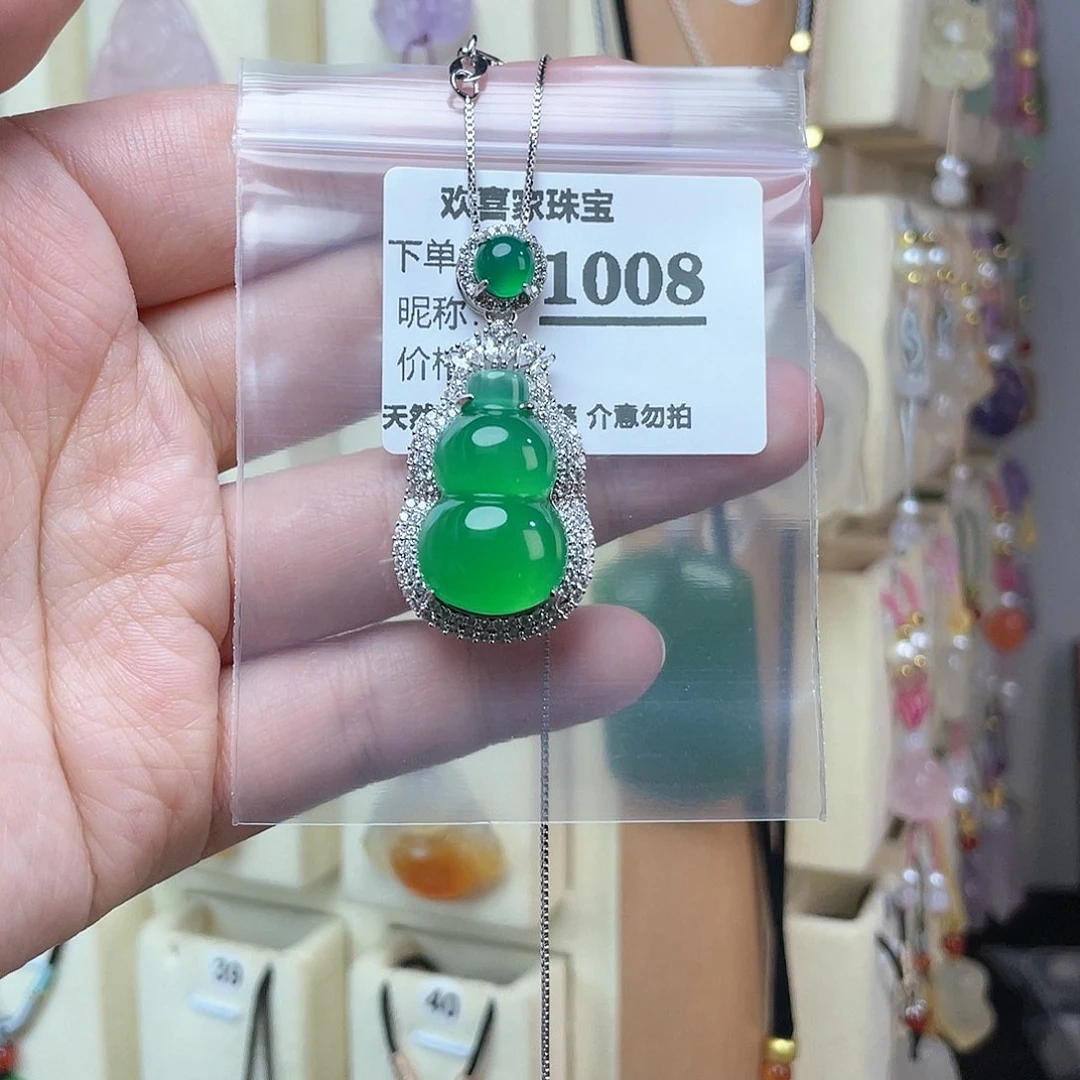 欢喜家珠宝
下单 1008
昵称:
价格
天然 介意勿拍
39
40